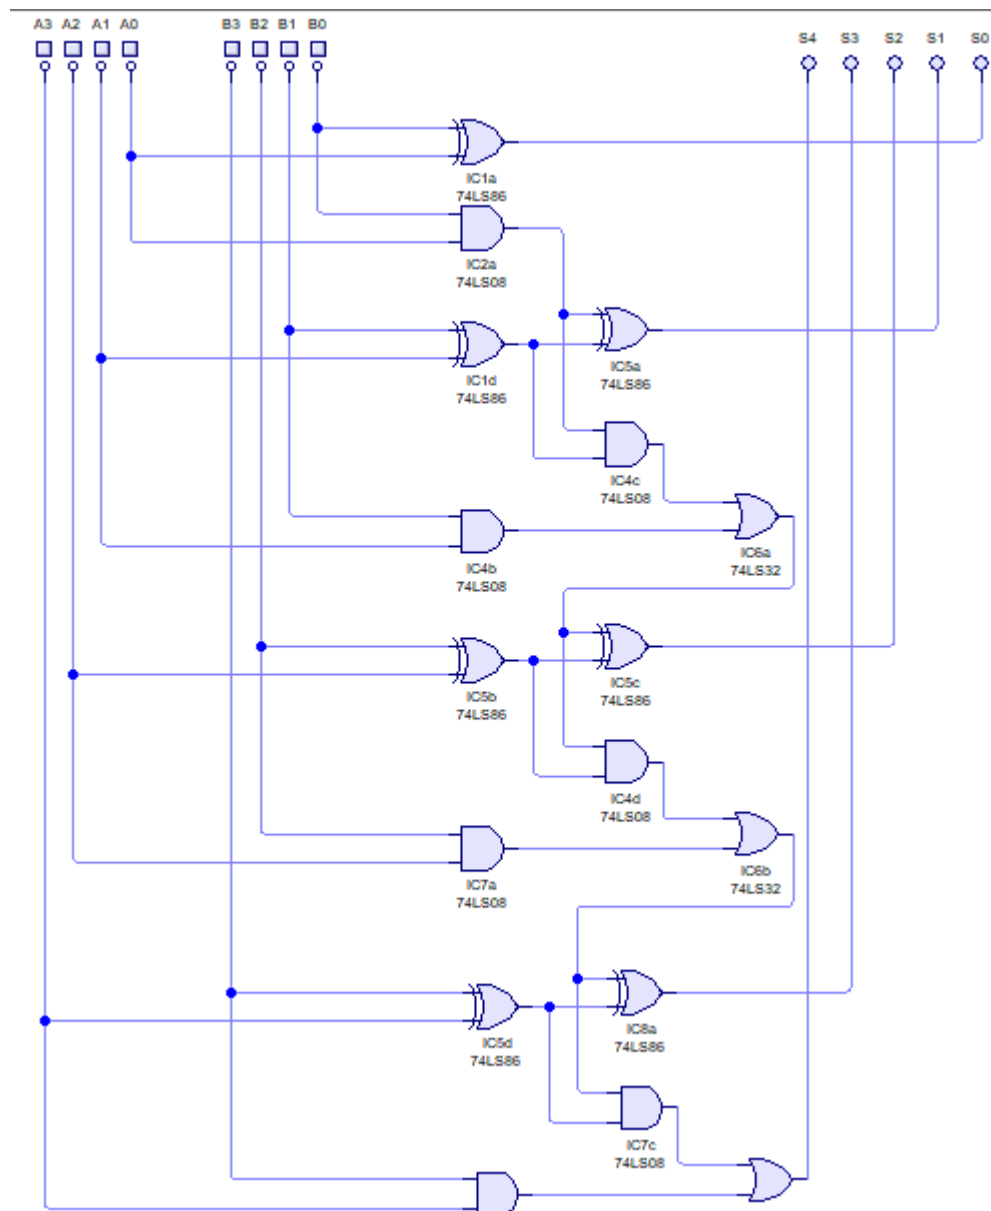 A3 A2 A1 A0 B3 B2 B1 B0
S4 S3 S2 S1 S0
IC1a
74LS86
IC2a
74LS08
IC1d
74LS86
IC5a
74LS86
IC4c
74LS08
IC4b
74LS08
IC6a
74LS32
IC5b
74LS86
IC5c
74LS86
IC4d
74LS08
IC7a
74LS08
IC6b
74LS32
IC5d
74LS86
IC8a
74LS86
IC7c
74LS08